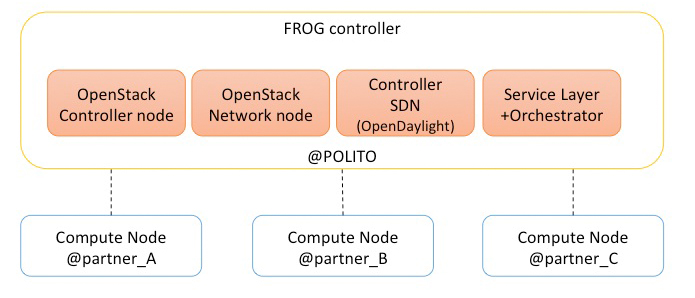 FROG controller
OpenStack
Controller node
OpenStack
Network node
Controller
SDN
(OpenDaylight)
Service Layer
+Orchestrator
@POLITO
Compute Node
@partner_A
Compute Node
@partner_B
Compute Node
@partner_C